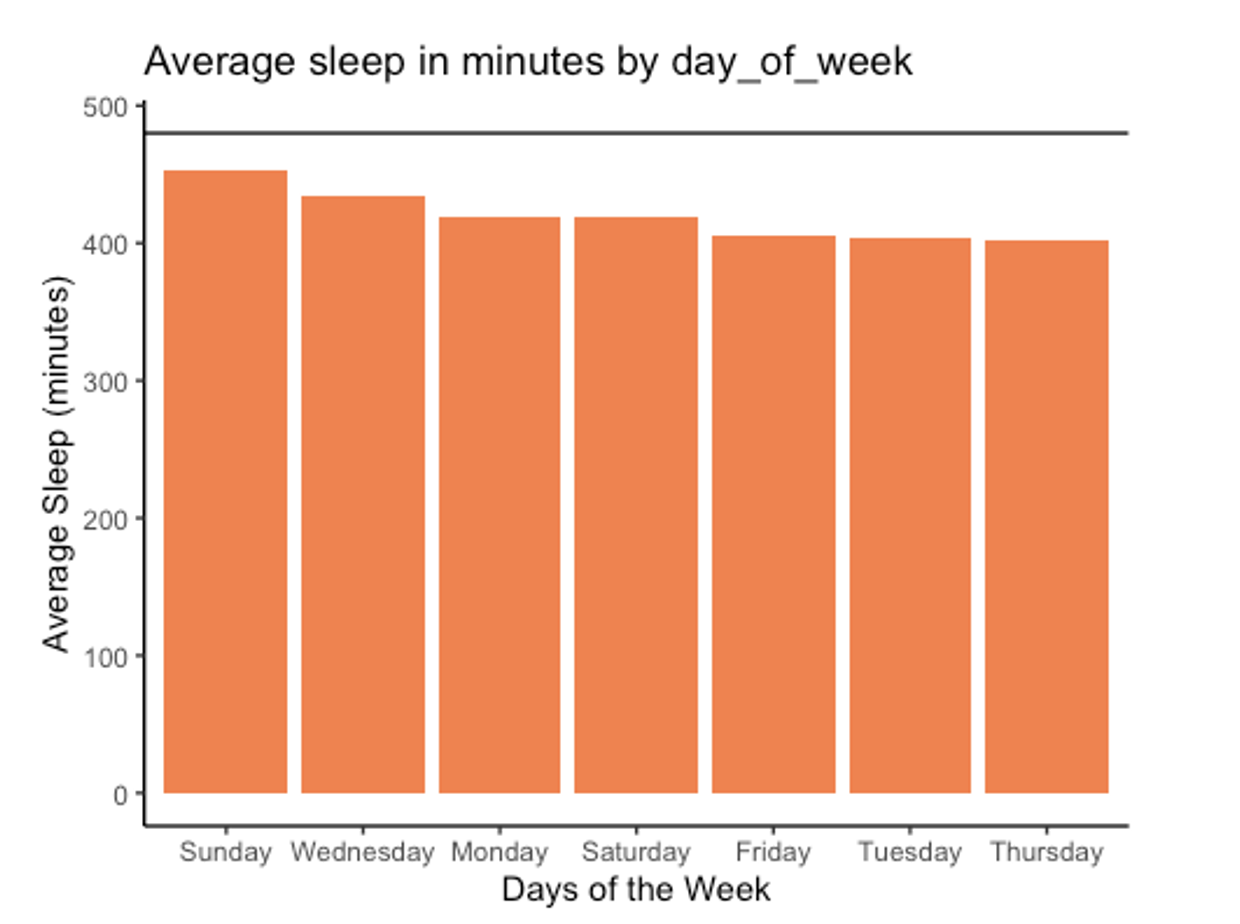 Average sleep in minutes by day_of_week
Average Sleep (minutes)
500
400
300
200
100
0
Sunday Wednesday Monday Saturday Friday Tuesday Thursday
Days of the Week